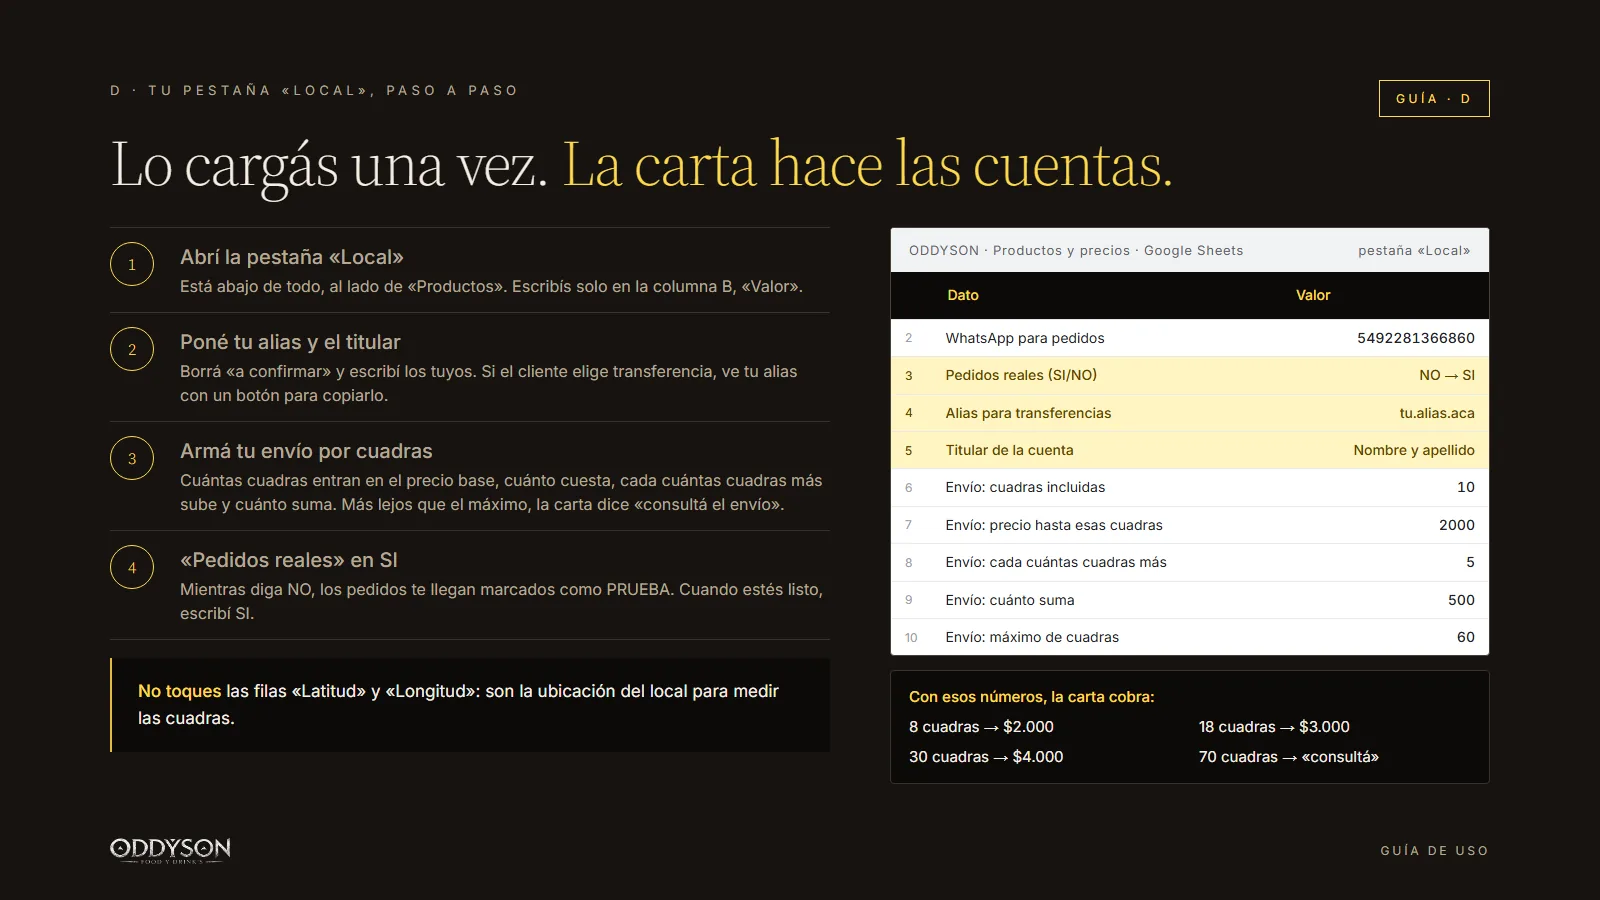 D · TU PESTAÑA «LOCAL», PASO A PASO
GUÍA · D
Lo cargás una vez. La carta hace las cuentas.
1
Abrí la pestaña «Local»
Está abajo de todo, al lado de «Productos». Escribís solo en la columna B, «Valor».
2
Poné tu alias y el titular
Borrá «a confirmar» y escribí los tuyos. Si el cliente elige transferencia, ve tu alias
con un botón para copiarlo.
3
Armá tu envío por cuadras
Cuántas cuadras entran en el precio base, cuánto cuesta, cada cuántas cuadras más
sube y cuánto suma. Más lejos que el máximo, la carta dice «consultá el envío».
4
«Pedidos reales» en SI
Mientras diga NO, los pedidos te llegan marcados como PRUEBA. Cuando estés listo,
escribí SI.
No toques las filas «Latitud» y «Longitud»: son la ubicación del local para medir
las cuadras.
ODDYSON · Productos y precios · Google Sheets pestaña «Local»
Dato Valor
2 WhatsApp para pedidos 5492281366860
3 Pedidos reales (SI/NO) NO → SI
4 Alias para transferencias tu.alias.aca
5 Titular de la cuenta Nombre y apellido
6 Envío: cuadras incluidas 10
7 Envío: precio hasta esas cuadras 2000
8 Envío: cada cuántas cuadras más 5
9 Envío: cuánto suma 500
10 Envío: máximo de cuadras 60
Con esos números, la carta cobra:
8 cuadras → $2.000 18 cuadras → $3.000
30 cuadras → $4.000 70 cuadras → «consultá»
ODDYSON
FOOD Y DRINK'S
GUÍA DE USO